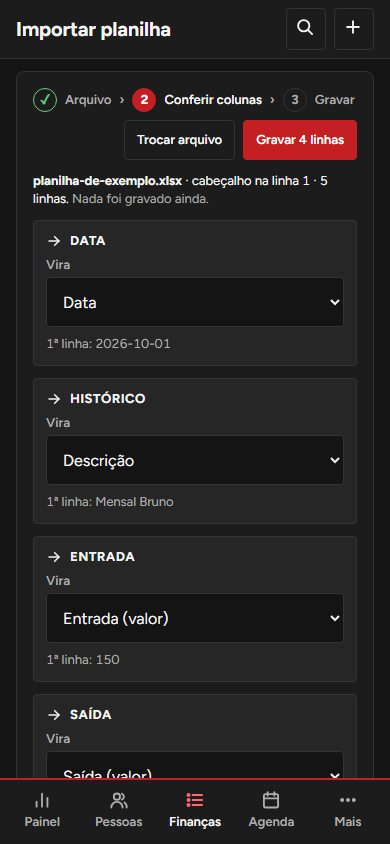 Importar planilha
Arquivo › 2 Conferir colunas › 3 Gravar
Trocar arquivo
Gravar 4 linhas
planilha-de-exemplo.xlsx · cabeçalho na linha 1 · 5
linhas. Nada foi gravado ainda.
→ DATA
Vira
Data
1ª linha: 2026-10-01
→ HISTÓRICO
Vira
Descrição
1ª linha: Mensal Bruno
→ ENTRADA
Vira
Entrada (valor)
1ª linha: 150
→ SAÍDA
Vira
Saída (valor)
Painel
Pessoas
Finanças
Agenda
Mais